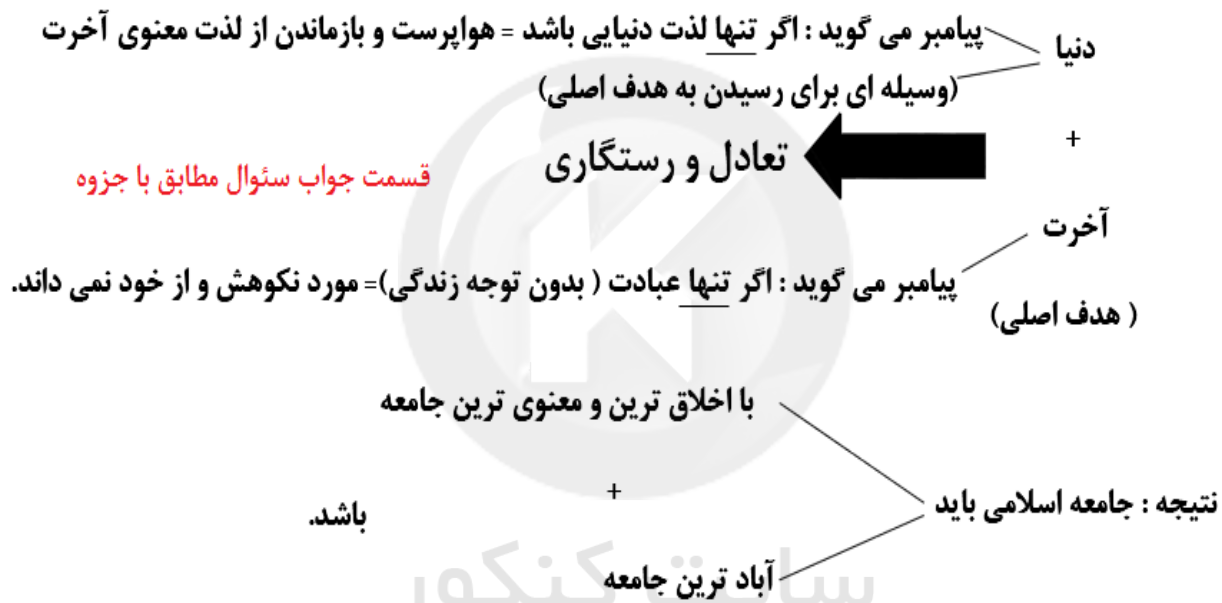 دنیا
پیامبر می گوید : اگر تنها لذت دنیایی باشد = هواپرست و بازماندن از لذت معنوی آخرت
(وسیله ای برای رسیدن به هدف اصلی)
+
تعادل و رستگاری
قسمت جواب سئوال مطابق با جزوه
آخرت
پیامبر می گوید : اگر تنها عبادت ( بدون توجه زندگی)= مورد نکوهش و از خود نمی داند.
( هدف اصلی)
با اخلاق ترین و معنوی ترین جامعه
نتیجه : جامعه اسلامی باید
+
باشد.
آباد ترین جامعه
سایت کنکور